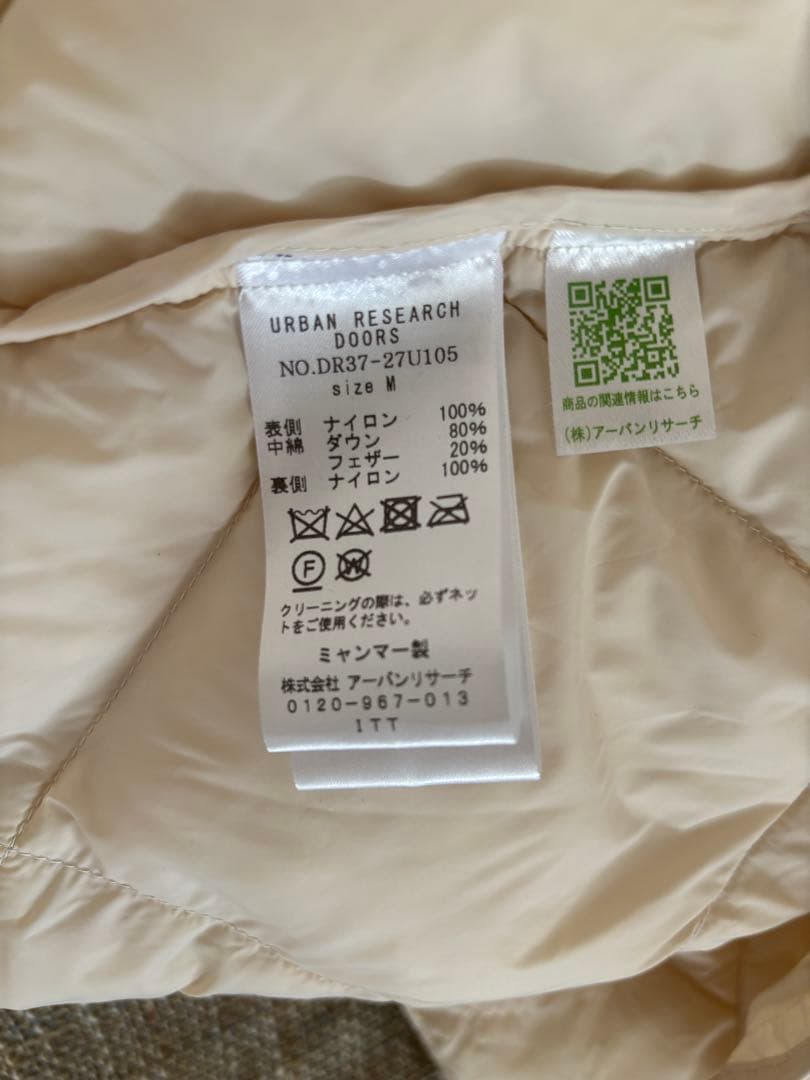 URBAN RESEARCH
DOORS
NO.DR37-27U105
size M
表側 ナイロン 100%
中綿 ダウン 80%
フェザー 20%
裏側 ナイロン 100%
F
W
クリーニングの際は、必ずネッ
トをご使用ください。
ミャンマー製
株式会社 アーバンリサーチ
0120-967-013
ITT
商品の関連情報はこちら
(株)アーバンリサーチ